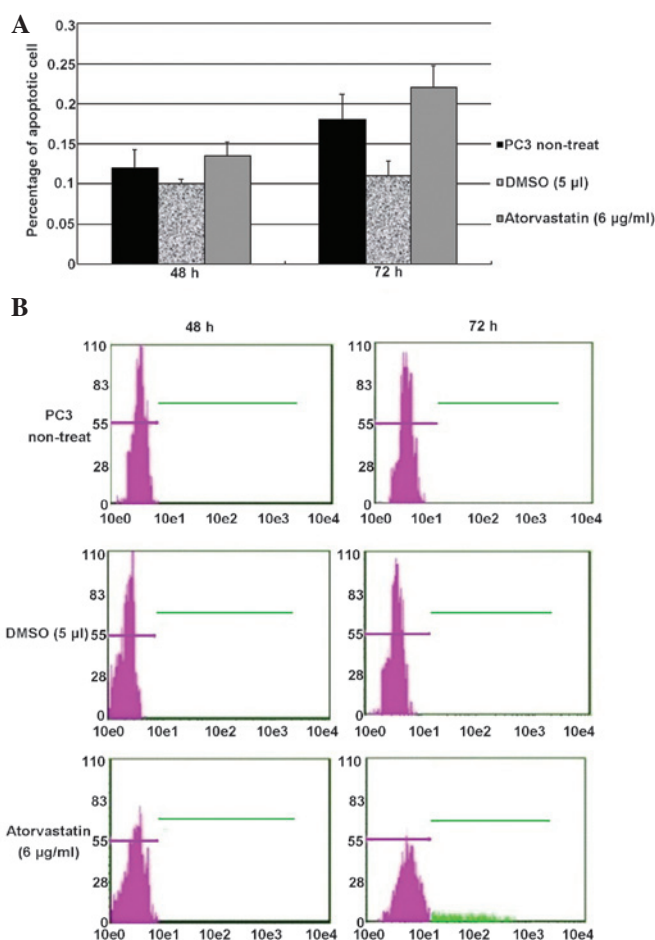 A
0.3
0.25
0.2
0.15
0.1
0.05
0
Percentage of apoptotic cell
48 h
72 h
PC3 non-treat
DMSO (5 µl)
Atorvastatin (6 µg/ml)
B
48 h
72 h
PC3
non-treat
110
83
55
28
0
10e0 10e1 10e2 10e3 10e4
110
83
55
28
0
10e0 10e1 10e2 10e3 10e4
DMSO (5 µl)
110
83
55
28
0
10e0 10e1 10e2 10e3 10e4
110
83
55
28
0
10e0 10e1 10e2 10e3 10e4
Atorvastatin
(6 µg/ml)
110
83
55
28
0
10e0 10e1 10e2 10e3 10e4
110
83
55
28
0
10e0 10e1 10e2 10e3 10e4